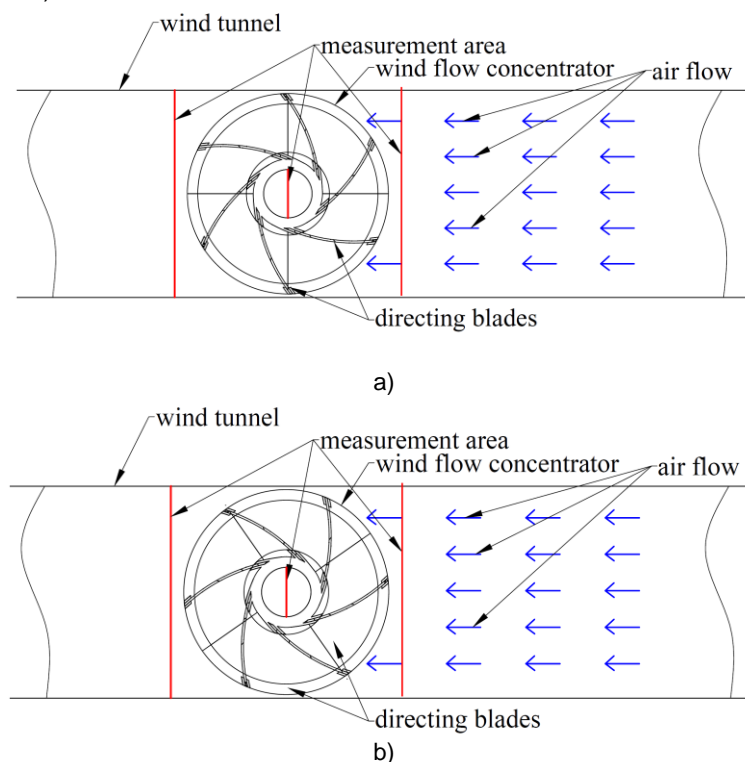 wind tunnel
measurement area
wind flow concentrator
air flow
directing blades
a)
wind tunnel
measurement area
wind flow concentrator
air flow
directing blades
b)